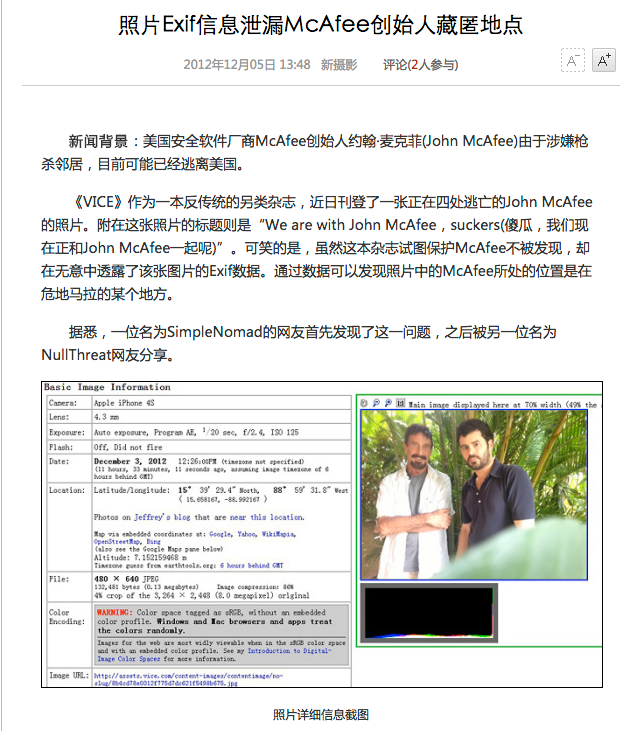 照片Exif信息泄漏McAfee创始人藏匿地点
2012年12月05日 13:48 新摄影 评论(2人参与)
A⁻ A⁺
新闻背景：美国安全软件厂商McAfee创始人约翰·麦克菲(John McAfee)由于涉嫌枪
杀邻居，目前可能已经逃离美国。
《VICE》作为一本反传统的另类杂志，近日刊登了一张正在四处逃亡的John McAfee
的照片。附在这张照片的标题则是“We are with John McAfee，suckers(傻瓜，我们现
在正和John McAfee一起呢)”。可笑的是，虽然这本杂志试图保护McAfee不被发现，却
在无意中透露了该张图片的Exif数据。通过数据可以发现照片中的McAfee所处的位置是在
危地马拉的某个地方。
据悉，一位名为SimpleNomad的网友首先发现了这一问题，之后被另一位名为
NullThreat网友分享。
Basic Image Information
Camera: Apple iPhone 4S
Lens: 4.3 mm
Exposure: Auto exposure, Program AE, 1/20 sec, f/2.4, ISO 125
Flash: Off, Did not fire
Date: December 3, 2012 12:26:00PM (timezone not specified)
(11 hours, 33 minutes, 11 seconds ago, assuming image timezone of 6
hours behind GMT)
Location: Latitude/longitude: 15° 39' 29.4" North, 88° 59' 31.8" West
( 15.658167, -88.992167 )
Photos on Jeffrey's blog that are near this location.
Map via embedded coordinates at: Google, Yahoo, WikiMapia,
OpenStreetMap, Bing
(also see the Google Maps pane below)
Altitude: 7.152159468 m
Timezone guess from earthtools.org: 6 hours behind GMT
File: 480 × 640 JPEG
132,481 bytes (0.13 megabytes) Image compression: 86%
4% crop of the 3,264 × 2,448 (8.0 megapixel) original
Color
Encoding:
WARNING: Color space tagged as sRGB, without an embedded
color profile. Windows and Mac browsers and apps treat
the colors randomly.
Images for the web are most widly viewable when in the sRGB color space
and with an embedded color profile. See my Introduction to Digital-
Image Color Spaces for more information.
Image URL: http://assets.vice.com/content-images/contentimage/no-
slug/8b4cd78e0012f775d7dc621f5498b675.jpg
Main image displayed here at 70% width (49% the
照片详细信息截图